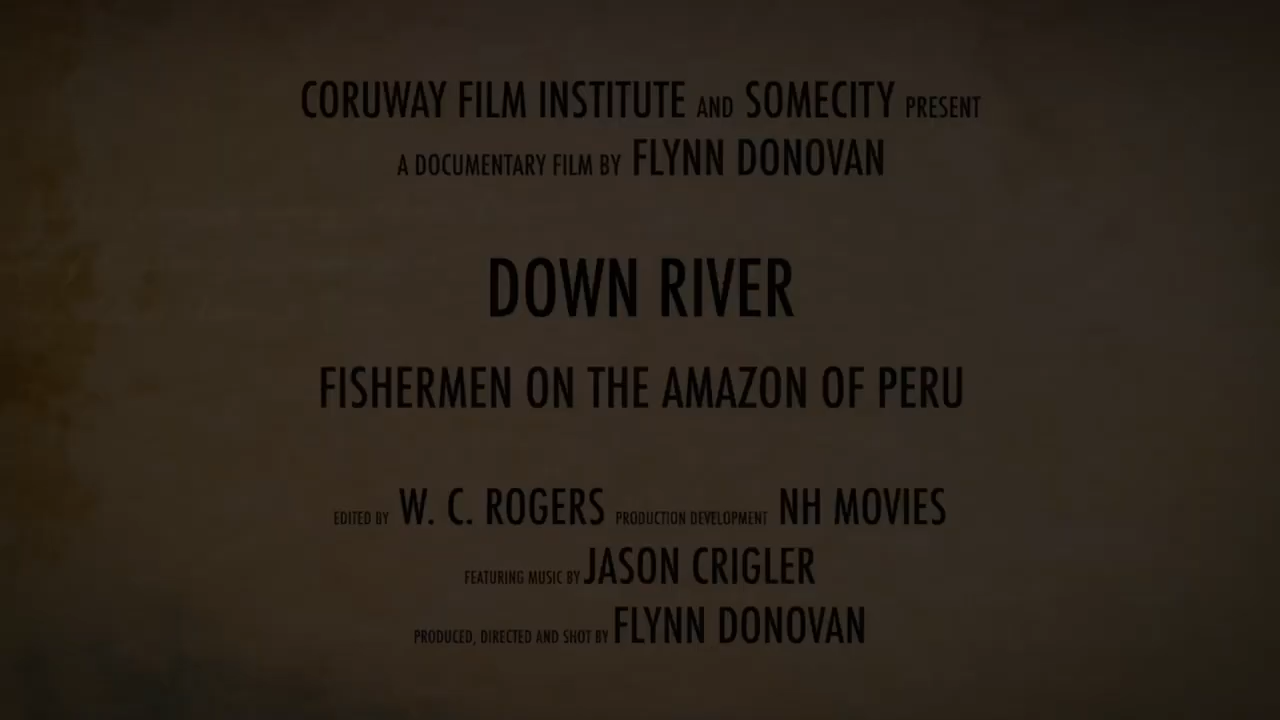 CORUWAY FILM INSTITUTE AND SOMECITY PRESENT
A DOCUMENTARY FILM BY FLYNN DONOVAN
DOWN RIVER
FISHERMEN ON THE AMAZON OF PERU
EDITED BY W. C. ROGERS PRODUCTION DEVELOPMENT NH MOVIES
FEATURING MUSIC BY JASON CRIGLER
PRODUCED, DIRECTED AND SHOT BY FLYNN DONOVAN